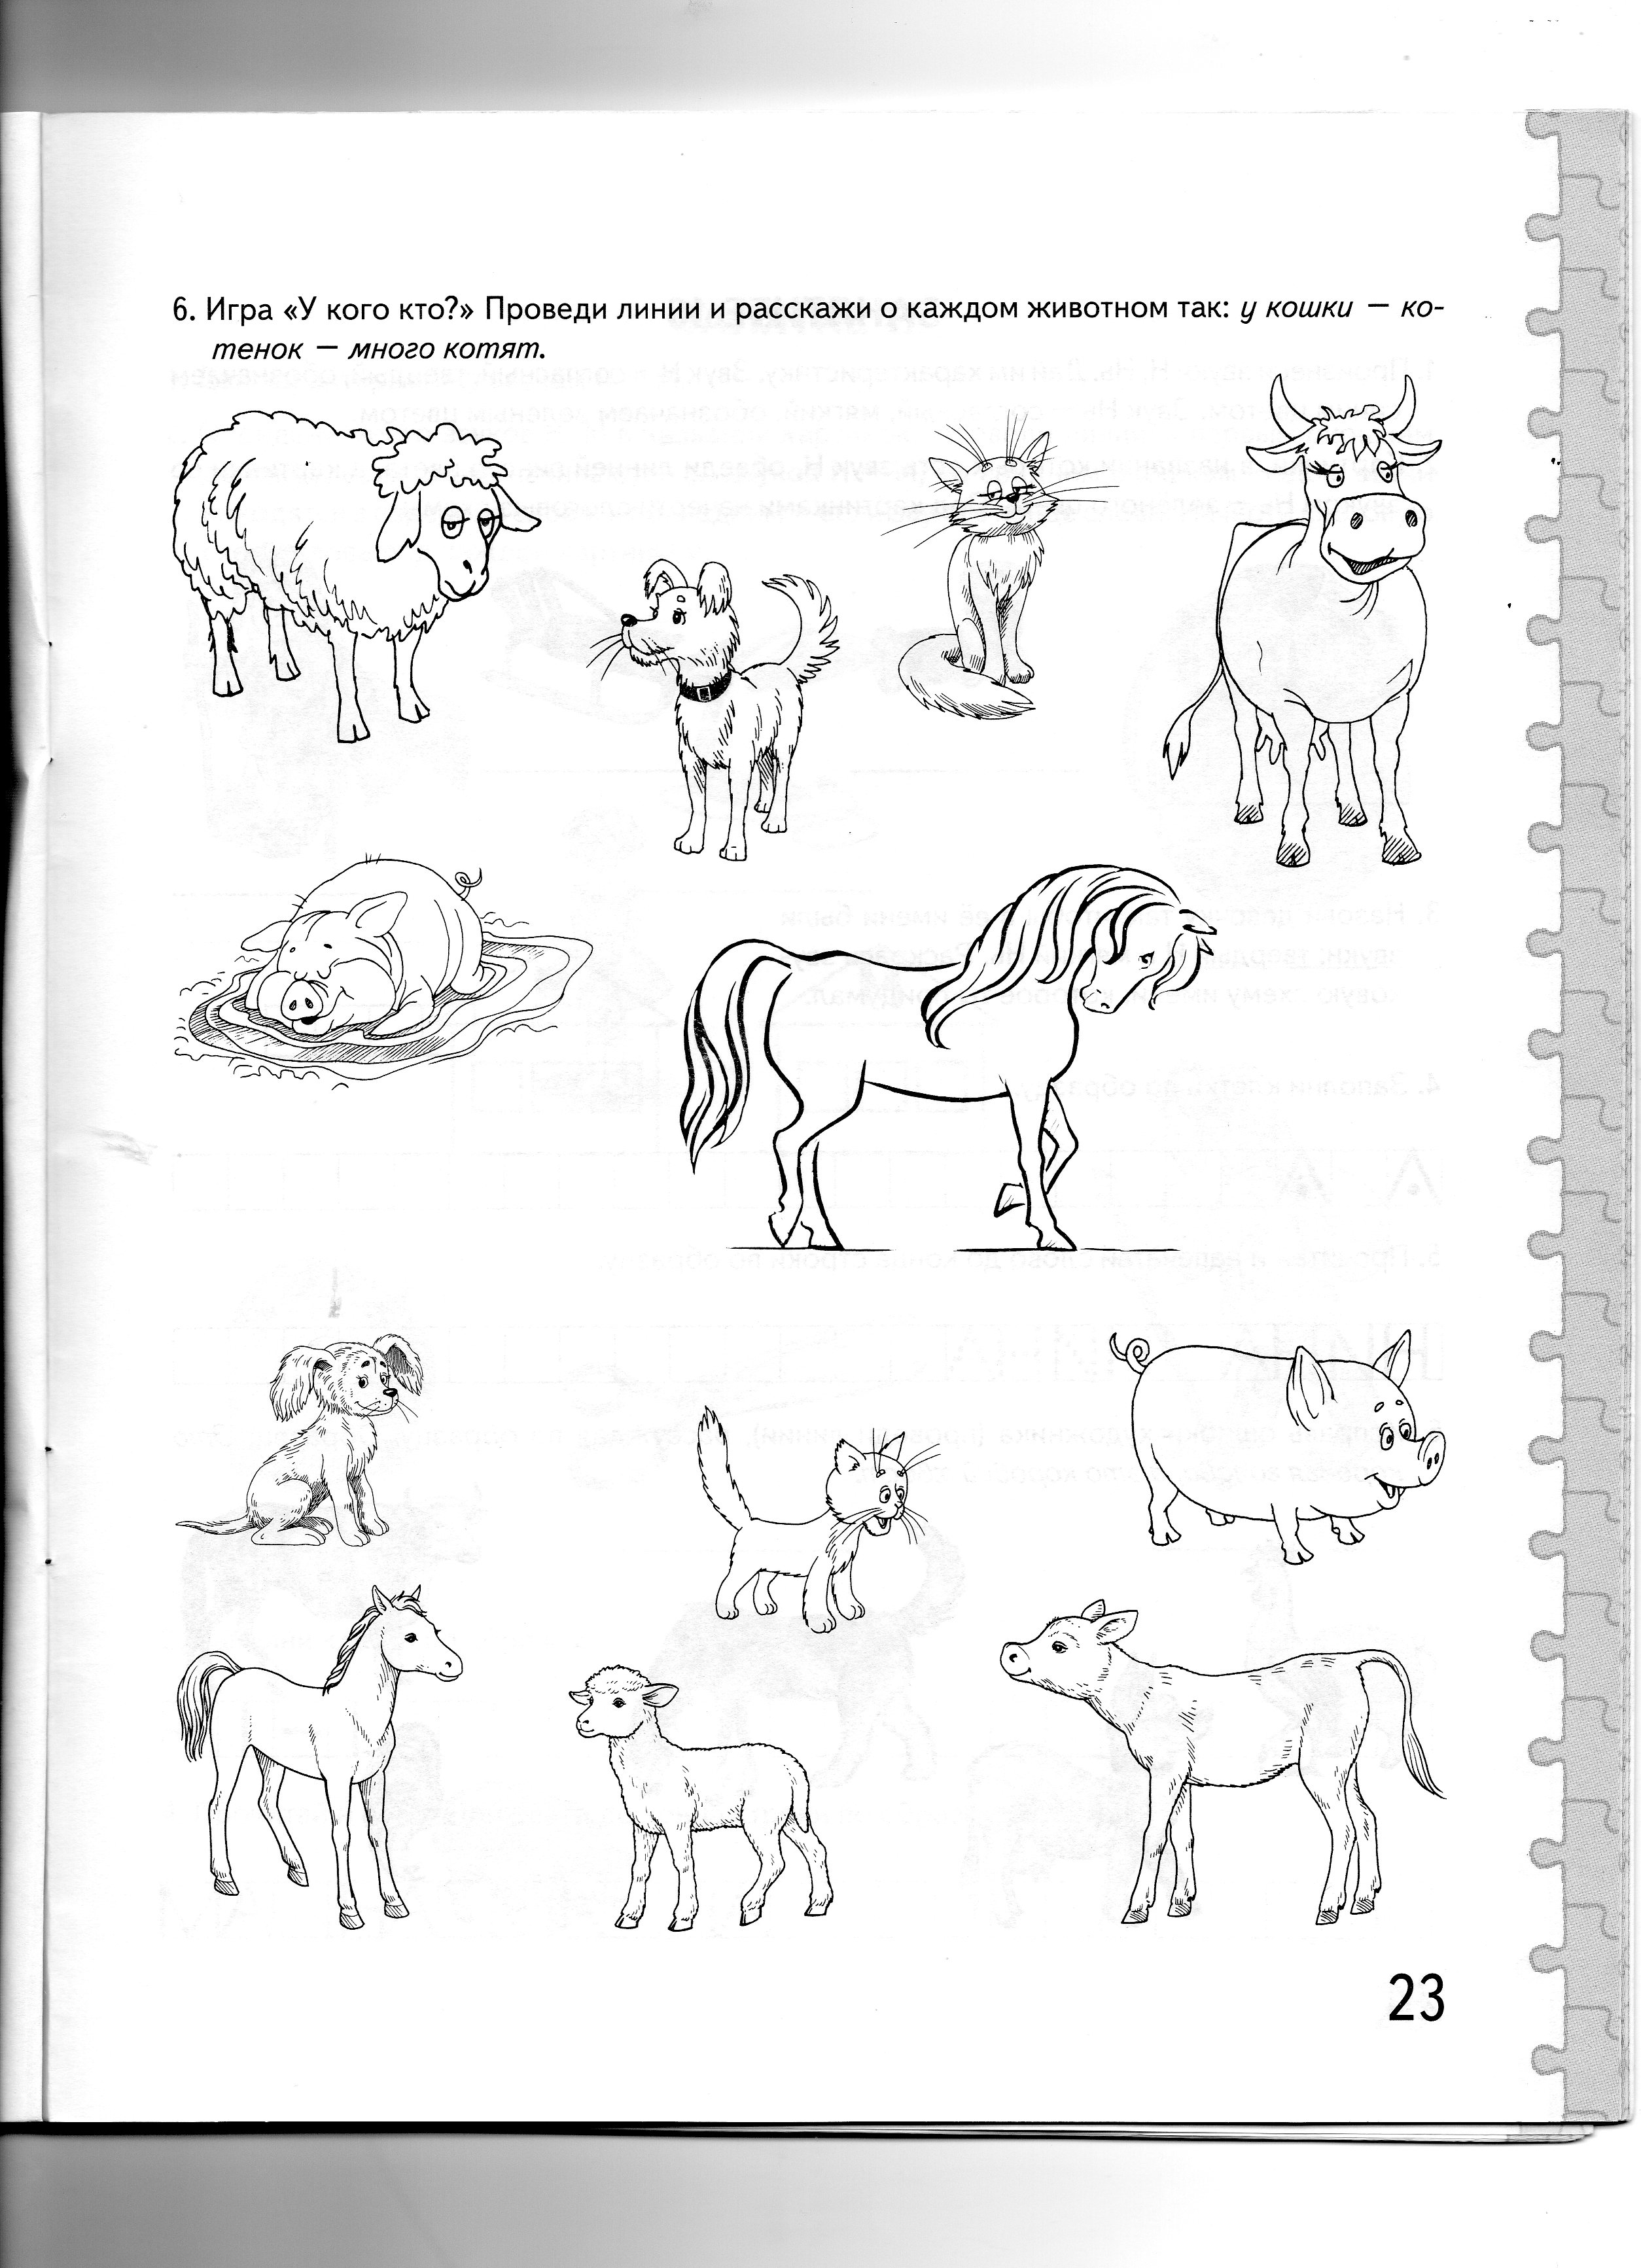 6. Игра «У кого кто?» Проведи линии и расскажи о каждом животном так: у кошки — ко-
тенок — много котят.
23